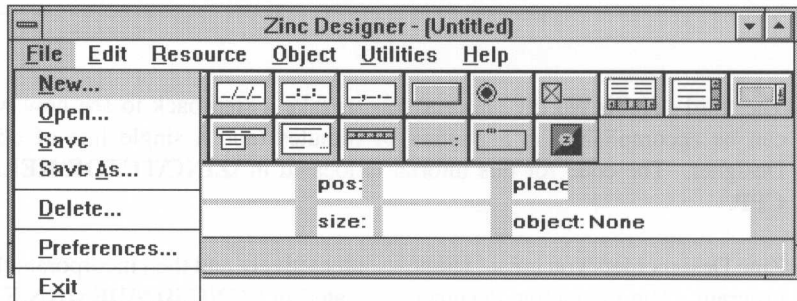 Zinc Designer - (Untitled)
File Edit Resource Object Utilities Help
New...
Open...
Save
Save As...
Delete...
Preferences...
Exit
pos: place
size: object: None